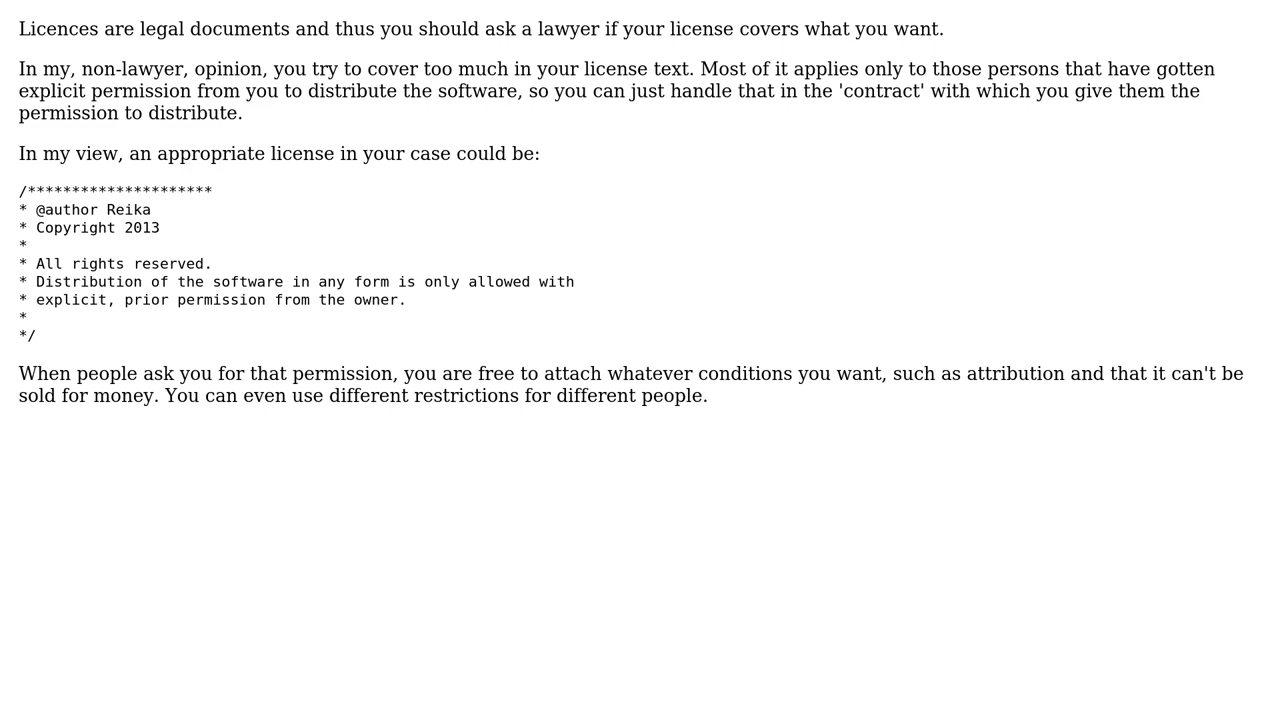 Licences are legal documents and thus you should ask a lawyer if your license covers what you want.
In my, non-lawyer, opinion, you try to cover too much in your license text. Most of it applies only to those persons that have gotten
explicit permission from you to distribute the software, so you can just handle that in the 'contract' with which you give them the
permission to distribute.
In my view, an appropriate license in your case could be:
/*********************
* @author Reika
* Copyright 2013
*
* All rights reserved.
* Distribution of the software in any form is only allowed with
* explicit, prior permission from the owner.
*
*/
When people ask you for that permission, you are free to attach whatever conditions you want, such as attribution and that it can't be
sold for money. You can even use different restrictions for different people.